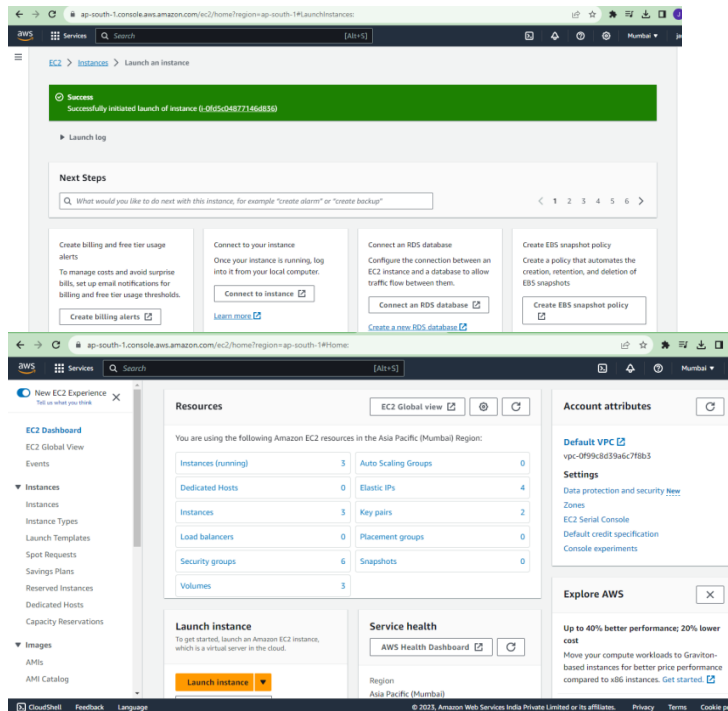 ap-south-1.console.aws.amazon.com/ec2/home?region=ap-south-1#LaunchInstances:
aws Services Search [Alt+S] Mumbai
EC2 > Instances > Launch an instance
Success
Successfully initiated launch of instance (i-0fd5c04877146d836)
Launch log
Next Steps
What would you like to do next with this instance, for example "create alarm" or "create backup"
1 2 3 4 5 6
Create billing and free tier usage
alerts
To manage costs and avoid surprise
bills, set up email notifications for
billing and free tier usage thresholds.
Create billing alerts
Connect to your instance
Once your instance is running, log
into it from your local computer.
Connect to instance
Learn more
Connect an RDS database
Configure the connection between an
EC2 instance and a database to allow
traffic flow between them.
Connect an RDS database
Create a new RDS database
Create EBS snapshot policy
Create a policy that automates the
creation, retention, and deletion of
EBS snapshots
Create EBS snapshot policy
ap-south-1.console.aws.amazon.com/ec2/home?region=ap-south-1#Home:
aws Services Search [Alt+S] Mumbai
New EC2 Experience
Tell us what you think
EC2 Dashboard
EC2 Global View
Events
Instances
Instances
Instance Types
Launch Templates
Spot Requests
Savings Plans
Reserved Instances
Dedicated Hosts
Capacity Reservations
Images
AMIs
AMI Catalog
Resources
EC2 Global view
You are using the following Amazon EC2 resources in the Asia Pacific (Mumbai) Region:
Instances (running) 3 Auto Scaling Groups 0
Dedicated Hosts 0 Elastic IPs 4
Instances 3 Key pairs 2
Load balancers 0 Placement groups 0
Security groups 6 Snapshots 0
Volumes 3
Launch instance
To get started, launch an Amazon EC2 instance,
which is a virtual server in the cloud.
Launch instance
Service health
AWS Health Dashboard
Region
Asia Pacific (Mumbai)
Account attributes
Default VPC
vpc-0f99c8d39a6c7f8b3
Settings
Data protection and security New
Zones
EC2 Serial Console
Default credit specification
Console experiments
Explore AWS
Up to 40% better performance; 20% lower
cost
Move your compute workloads to Graviton-
based instances for better price performance
compared to x86 instances. Get started.
CloudShell Feedback Language © 2023, Amazon Web Services India Private Limited or its affiliates. Privacy Terms Cookie